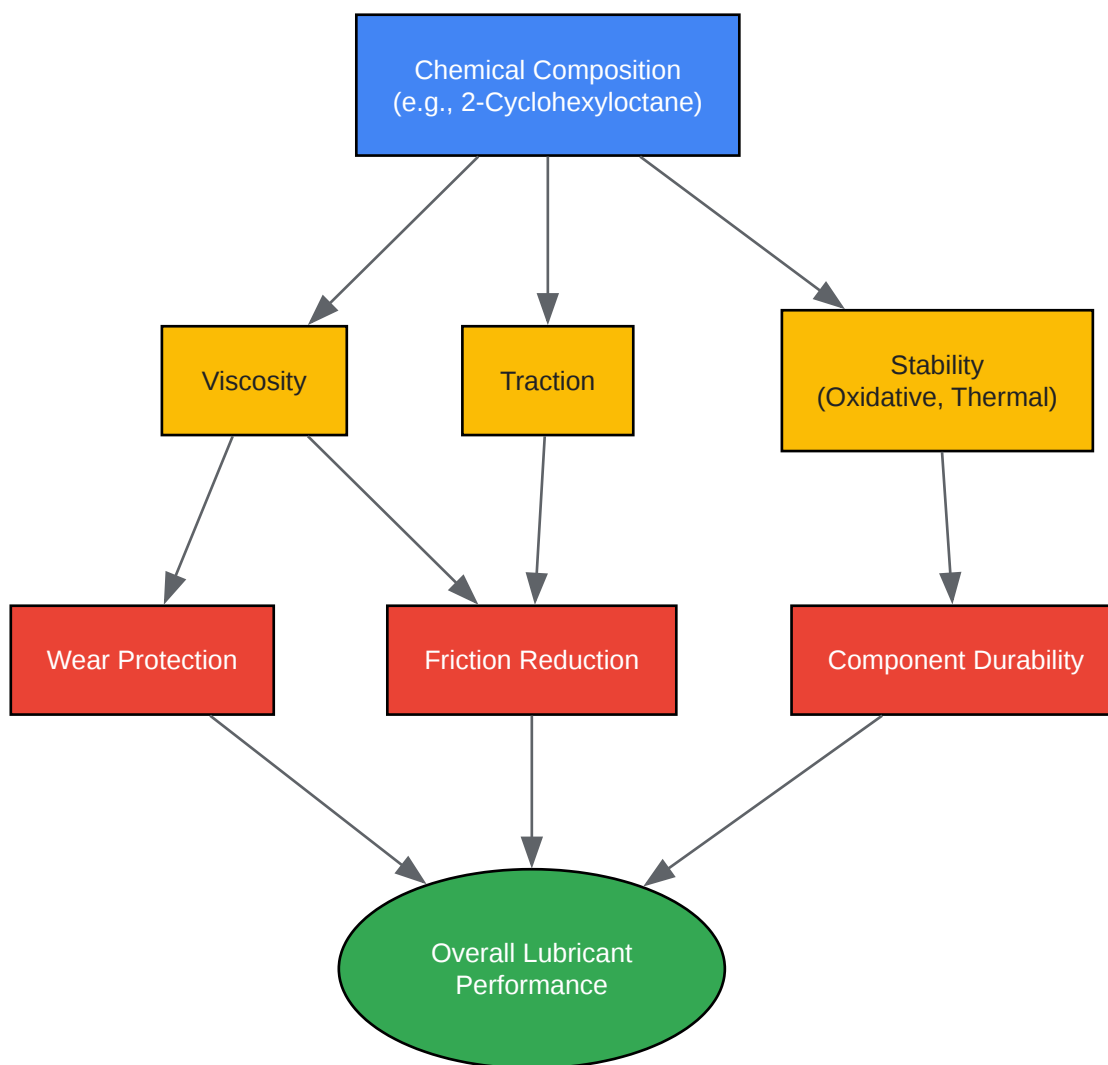 Chemical Composition
(e.g., 2-Cyclohexyloctane)
Viscosity
Traction
Stability
(Oxidative, Thermal)
Wear Protection
Friction Reduction
Component Durability
Overall Lubricant
Performance